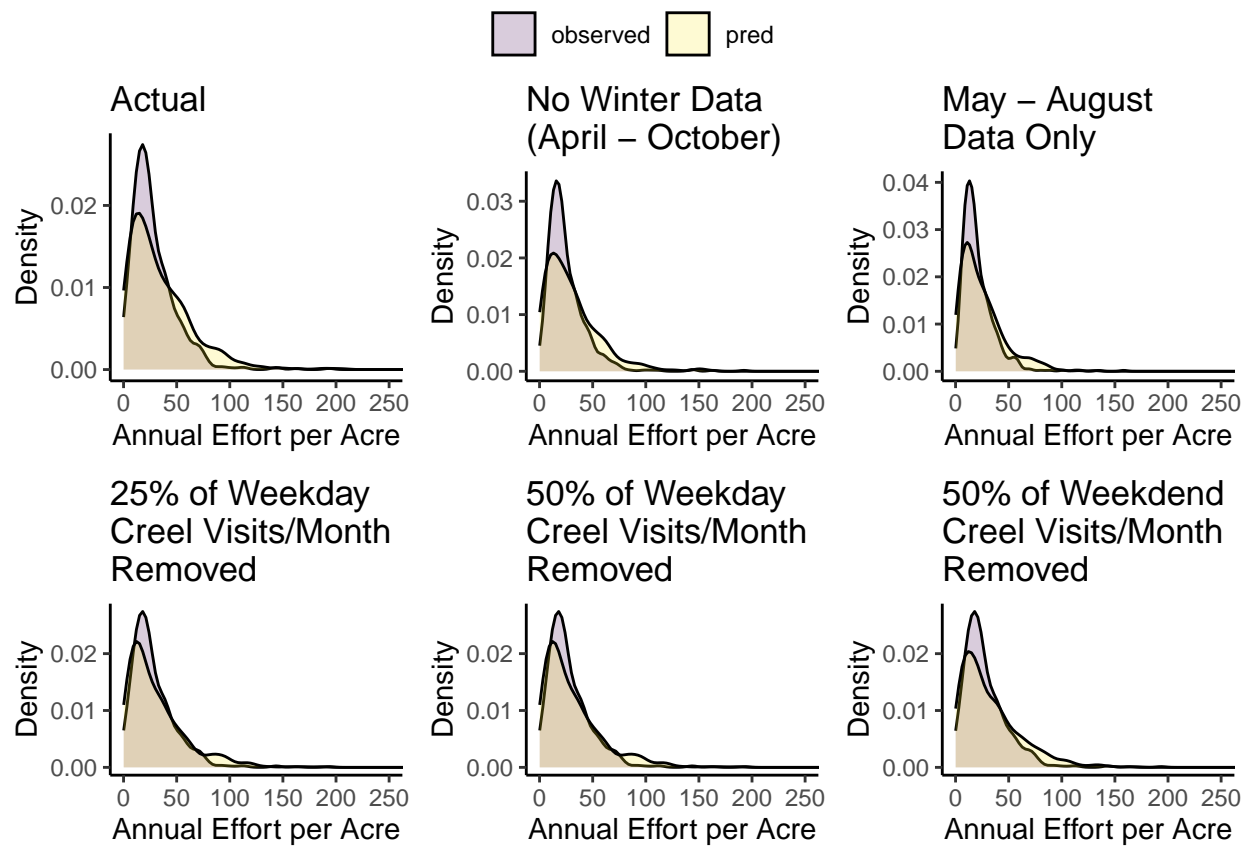 observed pred
Actual
No Winter Data
(April – October)
May – August
Data Only
Density
0.02
0.01
0.00
0 50 100 150 200 250
Annual Effort per Acre
Density
0.03
0.02
0.01
0.00
0 50 100 150 200 250
Annual Effort per Acre
Density
0.04
0.03
0.02
0.01
0.00
0 50 100 150 200 250
Annual Effort per Acre
25% of Weekday
Creel Visits/Month
Removed
Density
0.02
0.01
0.00
0 50 100 150 200 250
Annual Effort per Acre
50% of Weekday
Creel Visits/Month
Removed
Density
0.02
0.01
0.00
0 50 100 150 200 250
Annual Effort per Acre
50% of Weekdend
Creel Visits/Month
Removed
Density
0.02
0.01
0.00
0 50 100 150 200 250
Annual Effort per Acre